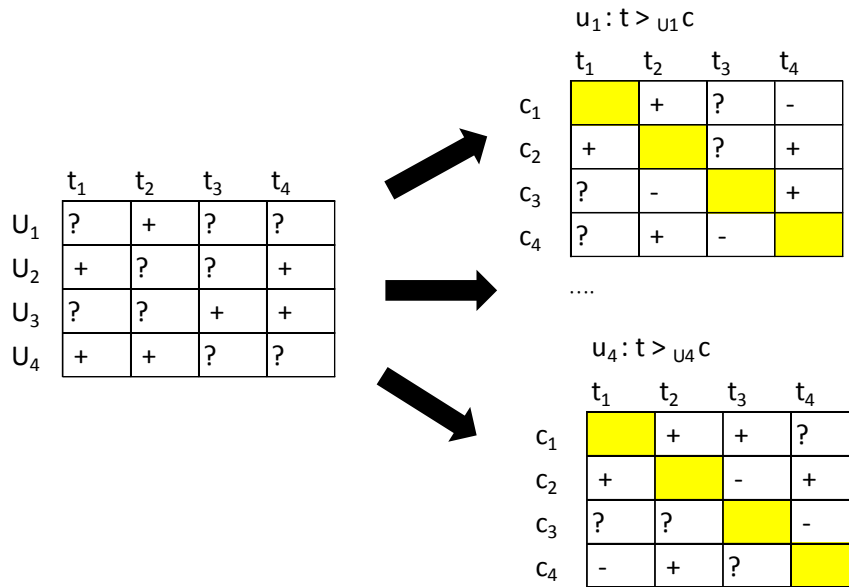 t₁ t₂ t₃ t₄
U₁ ? + ? ?
U₂ + ? ? +
U₃ ? ? + +
U₄ + + ? ?
u₁: t > U1 c
t₁ t₂ t₃ t₄
c₁ + ? -
c₂ + ? +
c₃ ? - +
c₄ ? + -
....
u₄: t > U4 c
t₁ t₂ t₃ t₄
c₁ + + ?
c₂ + - +
c₃ ? ? -
c₄ - + ?